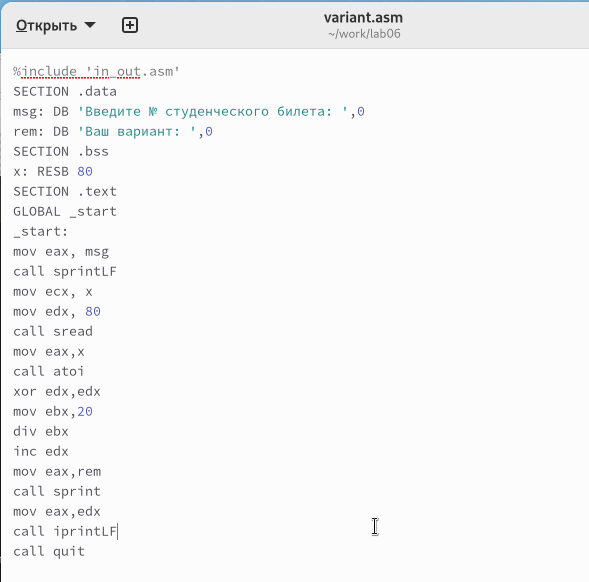 Открыть
variant.asm
~/work/lab06
%include 'in_out.asm'
SECTION .data
msg: DB 'Введите № студенческого билета: ',0
rem: DB 'Ваш вариант: ',0
SECTION .bss
x: RESB 80
SECTION .text
GLOBAL _start
_start:
mov eax, msg
call sprintLF
mov ecx, x
mov edx, 80
call sread
mov eax,x
call atoi
xor edx,edx
mov ebx,20
div ebx
inc edx
mov eax,rem
call sprint
mov eax,edx
call iprintLF
call quit